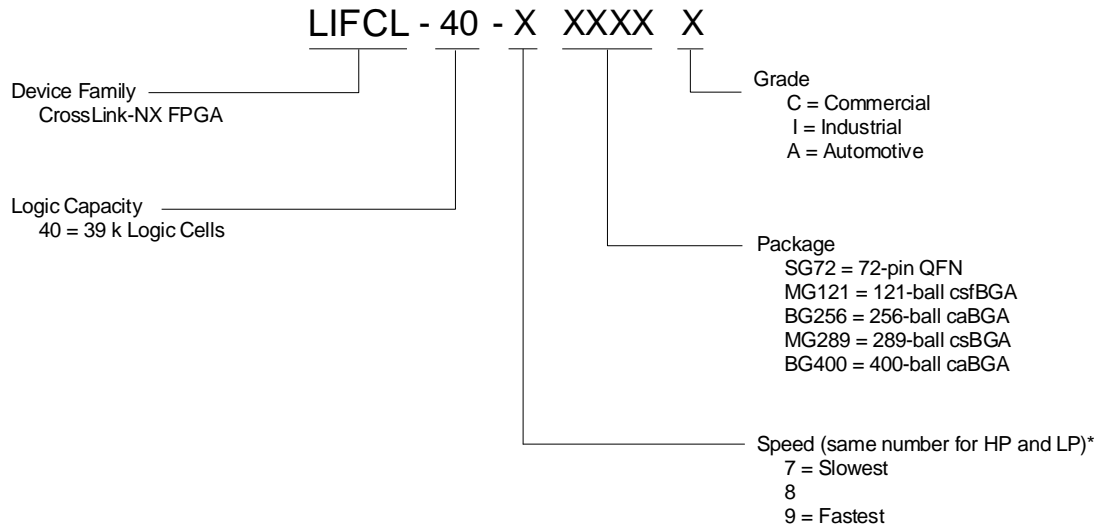 LIFCL - 40 - X XXXX X
Device Family
CrossLink-NX FPGA
Logic Capacity
40 = 39 k Logic Cells
Grade
C = Commercial
I = Industrial
A = Automotive
Package
SG72 = 72-pin QFN
MG121 = 121-ball csfBGA
BG256 = 256-ball caBGA
MG289 = 289-ball csBGA
BG400 = 400-ball caBGA
Speed (same number for HP and LP)*
7 = Slowest
8
9 = Fastest